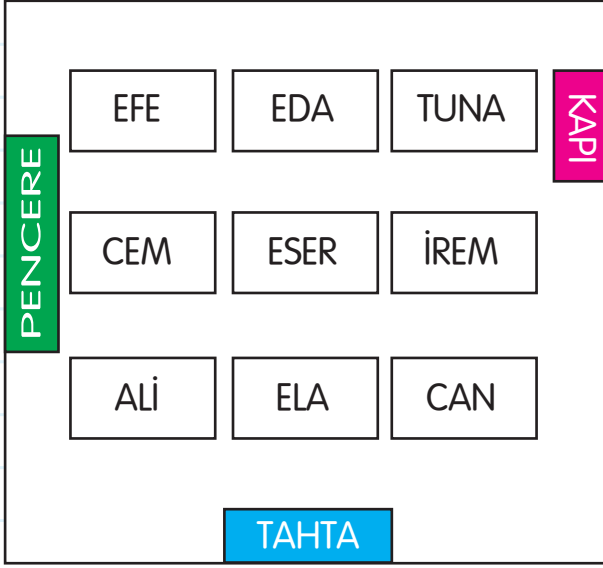 EFE EDA TUNA
KAPI
PENCERE
CEM ESER İREM
ALİ ELA CAN
TAHTA